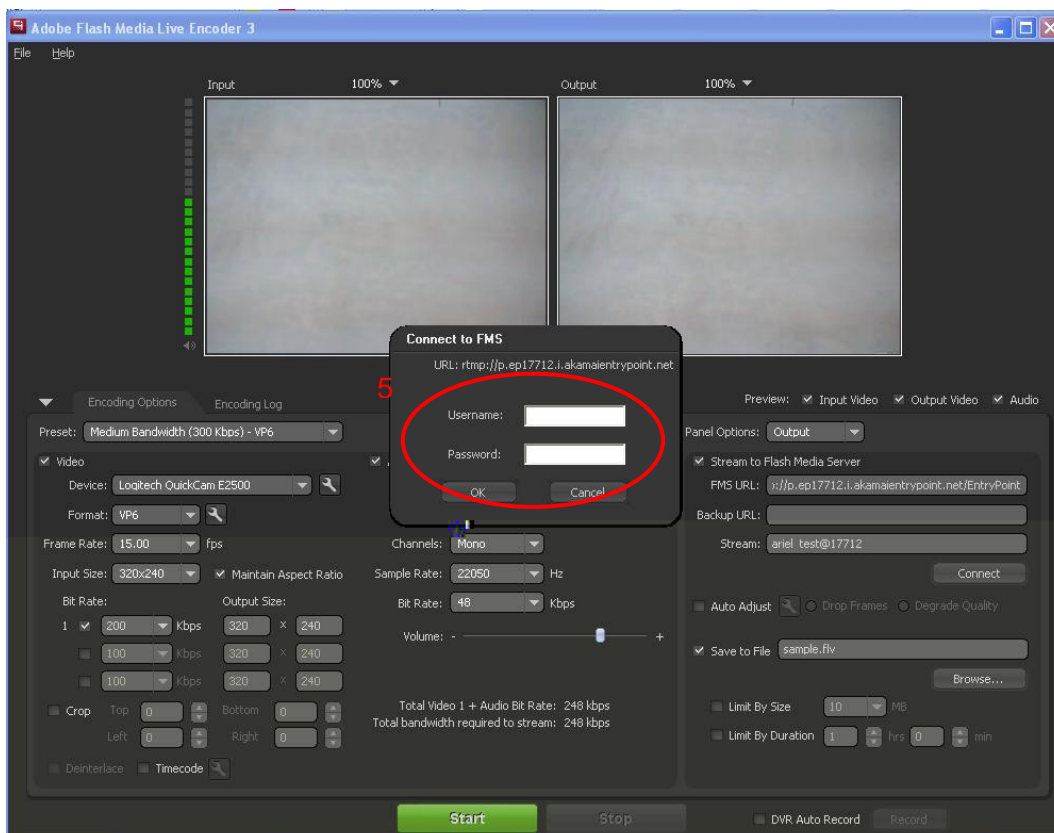 Adobe Flash Media Live Encoder 3
File Help
Input 100% Output 100%
Connect to FMS
URL: rtmp://p.ep17712.i.akamaientrypoint.net
5
Username:
Password:
OK Cancel
Encoding Options Encoding Log
Preview: Input Video Output Video Audio
Preset: Medium Bandwidth (300 Kbps) - VP6
Panel Options: Output
Video
Device: Logitech QuickCam E2500
Format: VP6
Frame Rate: 15.00 fps
Input Size: 320x240 Maintain Aspect Ratio
Bit Rate: Output Size:
1 200 Kbps 320 x 240
100 Kbps 320 x 240
100 Kbps 320 x 240
Crop Top 0 Bottom 0
Left 0 Right 0
Deinterlace Timecode
Channels: Mono
Sample Rate: 22050 Hz
Bit Rate: 48 Kbps
Volume: - +
Total Video 1 + Audio Bit Rate: 248 kbps
Total bandwidth required to stream: 248 kbps
Stream to Flash Media Server
FMS URL: ://p.ep17712.i.akamaientrypoint.net/EntryPoint
Backup URL:
Stream: ariel test@17712
Connect
Auto Adjust Drop Frames Degrade Quality
Save to File sample.flv
Browse...
Limit By Size 10 MB
Limit By Duration 1 hrs 0 min
Start Stop
DVR Auto Record Record